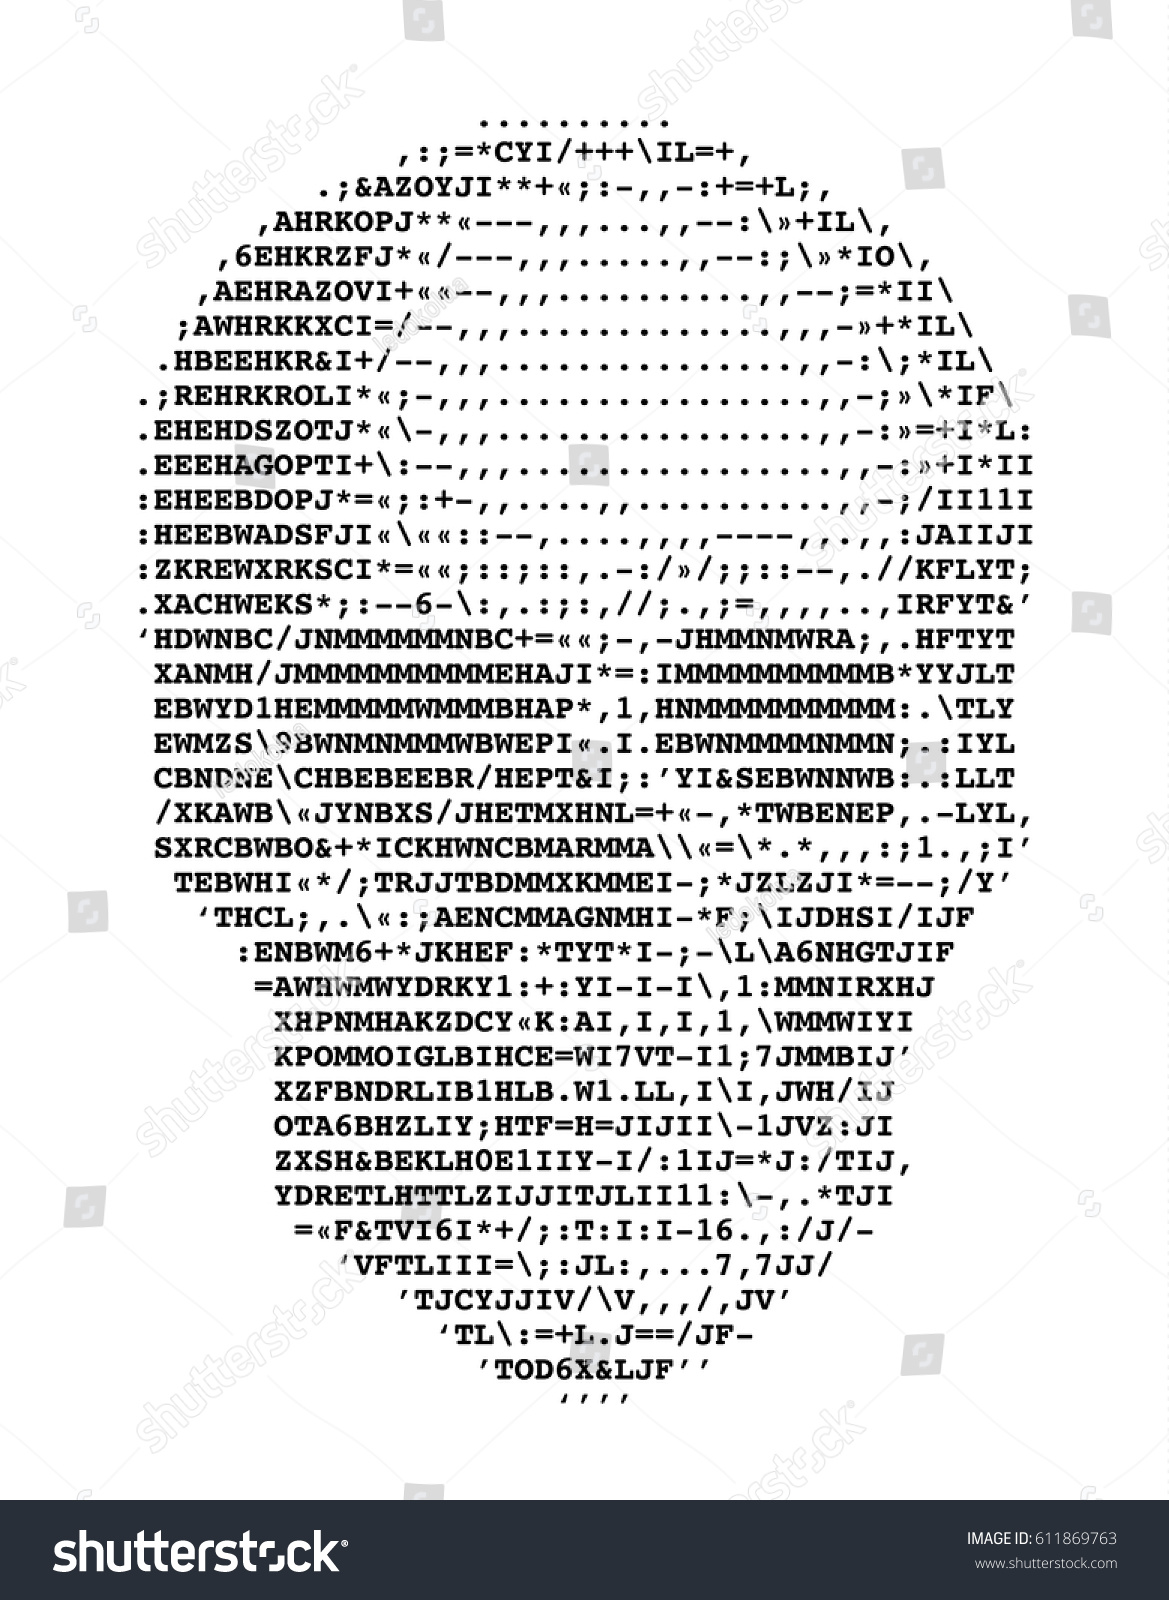 ..........
,:;=*CYI/+++\IL=+,
.;&AZOYJI**+«;:-,,-:+=+L;,
,AHRKOPJ**«---,,,...,,--:\»+IL\,
,6EHKRZFJ*«/---,,,.....,,--:;\»*IO\,
,AEHRAZOVI+««--,,,..........,,--;=*II\
;AWHRKKXCI=/--,,,.............,,,-»+*IL\
.HBEEHKR&I+/--,,,...............,,-:\;*IL\
.;REHRKROLI*«;-,,,................,,-;»\*IF\
.EHEHDSZOTJ*«\-,,,................,,-:»=+I*L:
.EEEHAGOPTI+\:--,,,................,,-:»+I*II
:EHEEBDOPJ*=«;:+-,,....,,..........,,-;/II11I
:HEEBWADSFJI«\««::--,....,,,,----,,.,,:JAIIJI
:ZKREWXRKSCI*=««;::;::,.-:/»/;;::--,.//KFLYT;
.XACHWEKS*;:--6-\:,.:;:,//;.,;=,,,,..,IRFYT&’
‘HDWNBC/JNMMMMMMNBC+=««;-,-JHMMNMWRA;,.HFTYT
XANMH/JMMMMMMMMMMEHAJI*=:IMMMMMMMMMMB*YYJLT
EBWYD1HEMMMMMWMMMBHAP*,1,HNMMMMMMMMMM:.\TLY
EWMZS\SBWNMNMMMWBWEPI«.I.EBWNMMMMNMMN;.:IYL
CBNDNE\CHBEBEEBR/HEPT&I;:’YI&SEBWNNWB:.:LLT
/XKAWB\«JYNBXS/JHETMXHNL=+«-,*TWBENEP,.-LYL,
SXRCBWBO&+*ICKHWNCBMARMMA\\«=\*.*,,,:;1.,;I’
TEBWHI«*/;TRJJTBDMMXKMMEI-;*JZLZJI*=--;/Y’
‘THCL;,.\«:;AENCMMAGNMHI-*F;\IJDHSI/IJF
:ENBWM6+*JKHEF:*TYT*I-;-\L\A6NHGTJIF
=AWHWMWYDRKY1:+:YI-I-I\,1:MMNIRXHJ
XHPNMHAKZDCY«K:AI,I,I,1,\WMMWIYI
KPOMMOIGLBIHCE=WI7VT-I1;7JMMBIJ’
XZFBNDRLIB1HLB.W1.LL,I\I,JWH/IJ
OTA6BHZLIY;HTF=H=JIJII\-1JVZ:JI
ZXSH&BEKLH0E1IIY-I/:1IJ=*J:/TIJ,
YDRETLHTTLZIJJITJLII11:\-,.*TJI
=«F&TVI6I*+/;:T:I:I-16.,:/J/-
‘VFTLIII=\;:JL:,...7,7JJ/
’TJCYJJIV/\V,,,/,JV’
‘TL\:=+L.J==/JF-
’TOD6X&LJF’’
‘’’’
shutterstock
IMAGE ID: 611869763
www.shutterstock.com